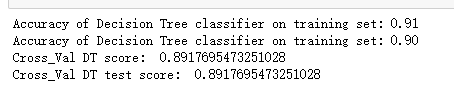 Accuracy of Decision Tree classifier on training set: 0.91
Accuracy of Decision Tree classifier on training set: 0.90
Cross_Val DT score:  0.8917695473251028
Cross_Val DT test score:  0.8917695473251028